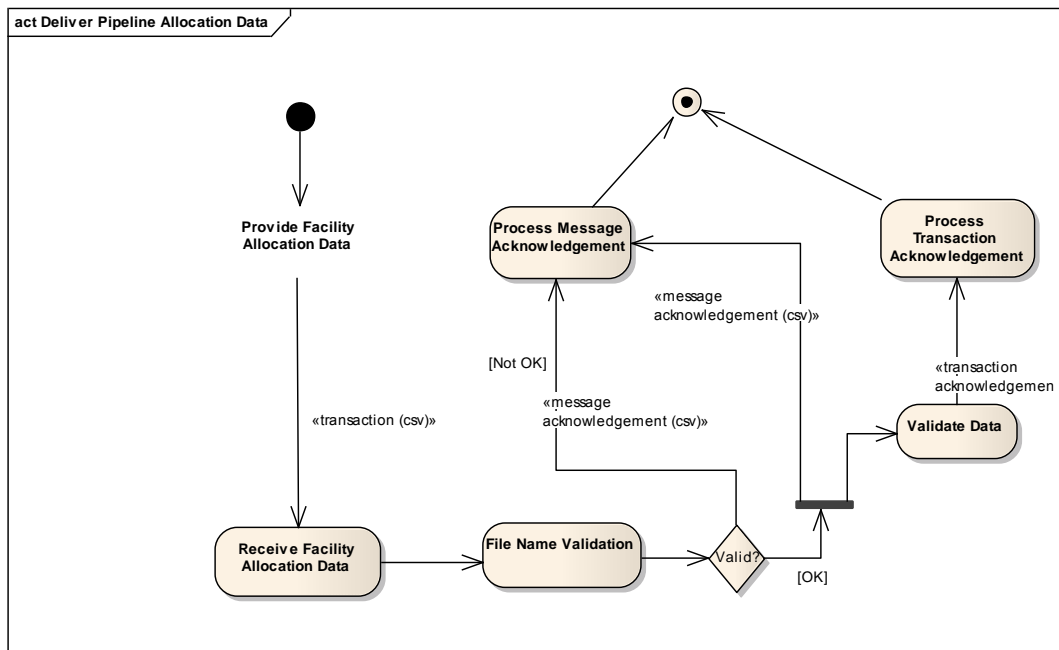 act Deliver Pipeline Allocation Data
Provide Facility
Allocation Data
Process Message
Acknowledgement
Process
Transaction
Acknowledgement
«message
acknowledgement (csv)»
[Not OK]
«transaction
acknowledgemen
«message
acknowledgement (csv)»
«transaction (csv)»
Validate Data
Receive Facility
Allocation Data
File Name Validation
Valid?
[OK]